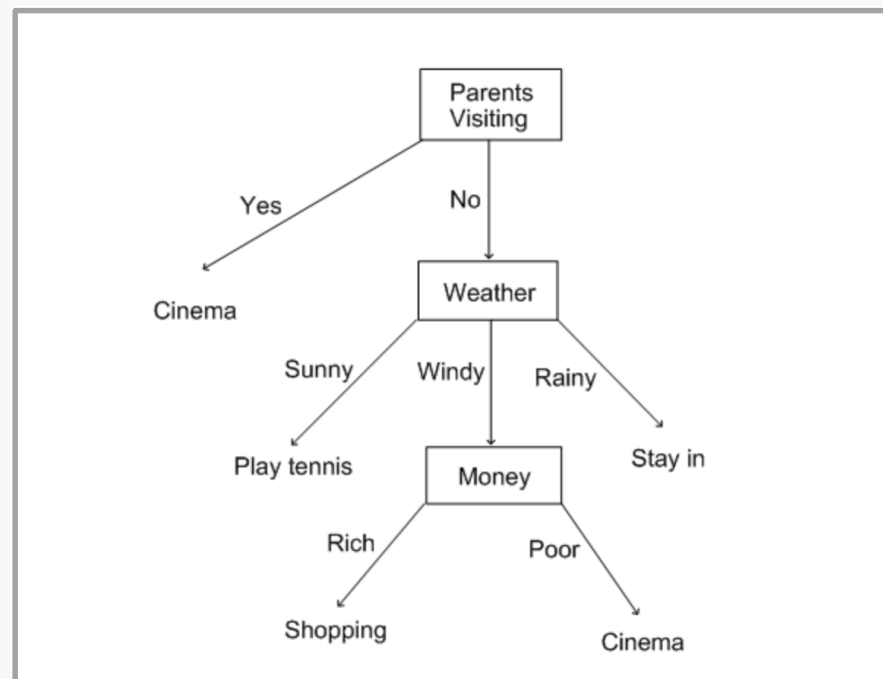 Parents
Visiting
Yes
No
Cinema
Weather
Sunny
Windy
Rainy
Play tennis
Stay in
Money
Rich
Poor
Shopping
Cinema